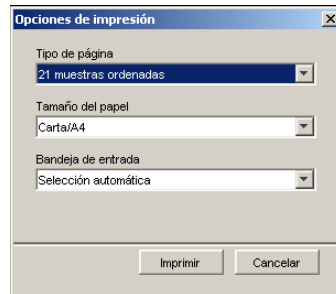 Opciones de impresión
Tipo de página
21 muestras ordenadas
Tamaño del papel
Carta/A4
Bandeja de entrada
Selección automática
Imprimir Cancelar